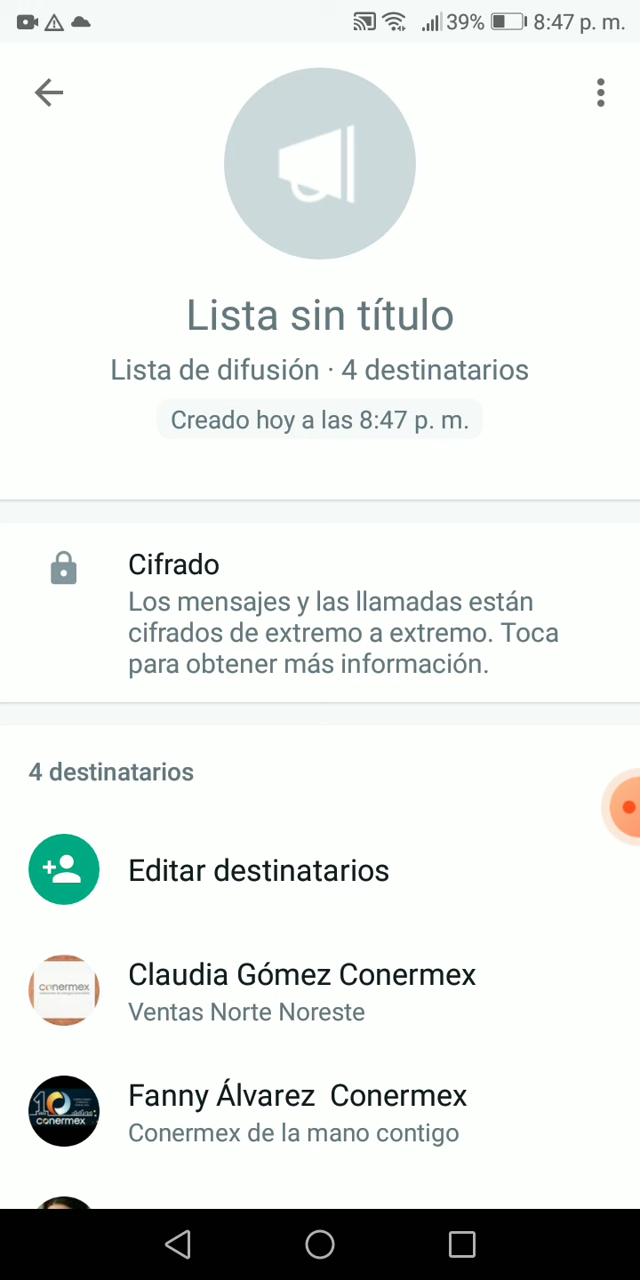 39% 8:47 p. m.
Lista sin título
Lista de difusión · 4 destinatarios
Creado hoy a las 8:47 p. m.
Cifrado
Los mensajes y las llamadas están
cifrados de extremo a extremo. Toca
para obtener más información.
4 destinatarios
Editar destinatarios
conermex
Claudia Gómez Conermex
Ventas Norte Noreste
conermex
Fanny Álvarez Conermex
Conermex de la mano contigo